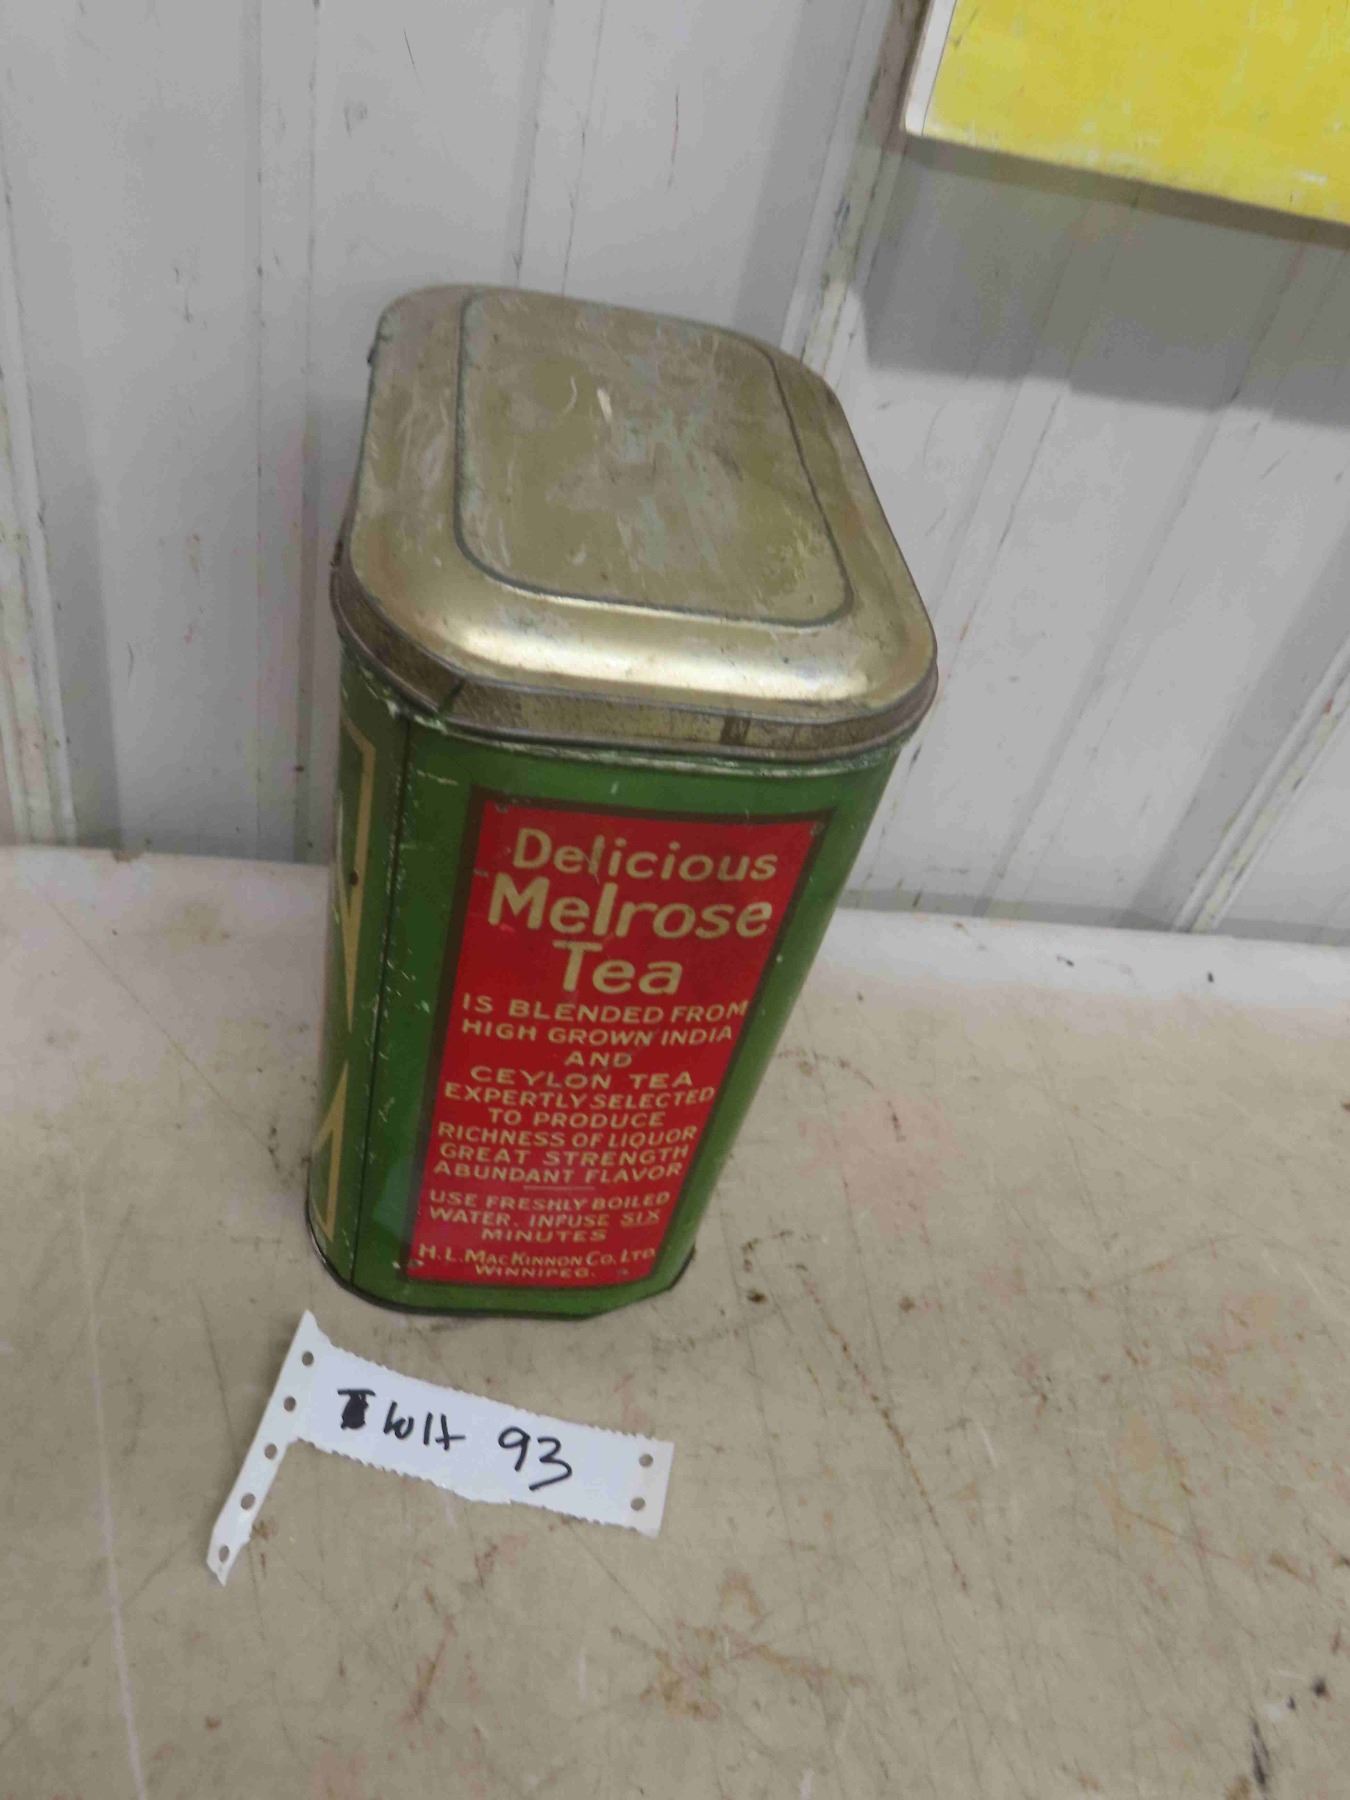 Delicious
Melrose
Tea
IS BLENDED FROM
HIGH GROWN INDIA
AND
CEYLON TEA
EXPERTLY SELECTED
TO PRODUCE
RICHNESS OF LIQUOR
GREAT STRENGTH
ABUNDANT FLAVOR
USE FRESHLY BOILED
WATER. INFUSE SIX
MINUTES
H.L. MACKINNON CO. LTD.
WINNIPEG.
93